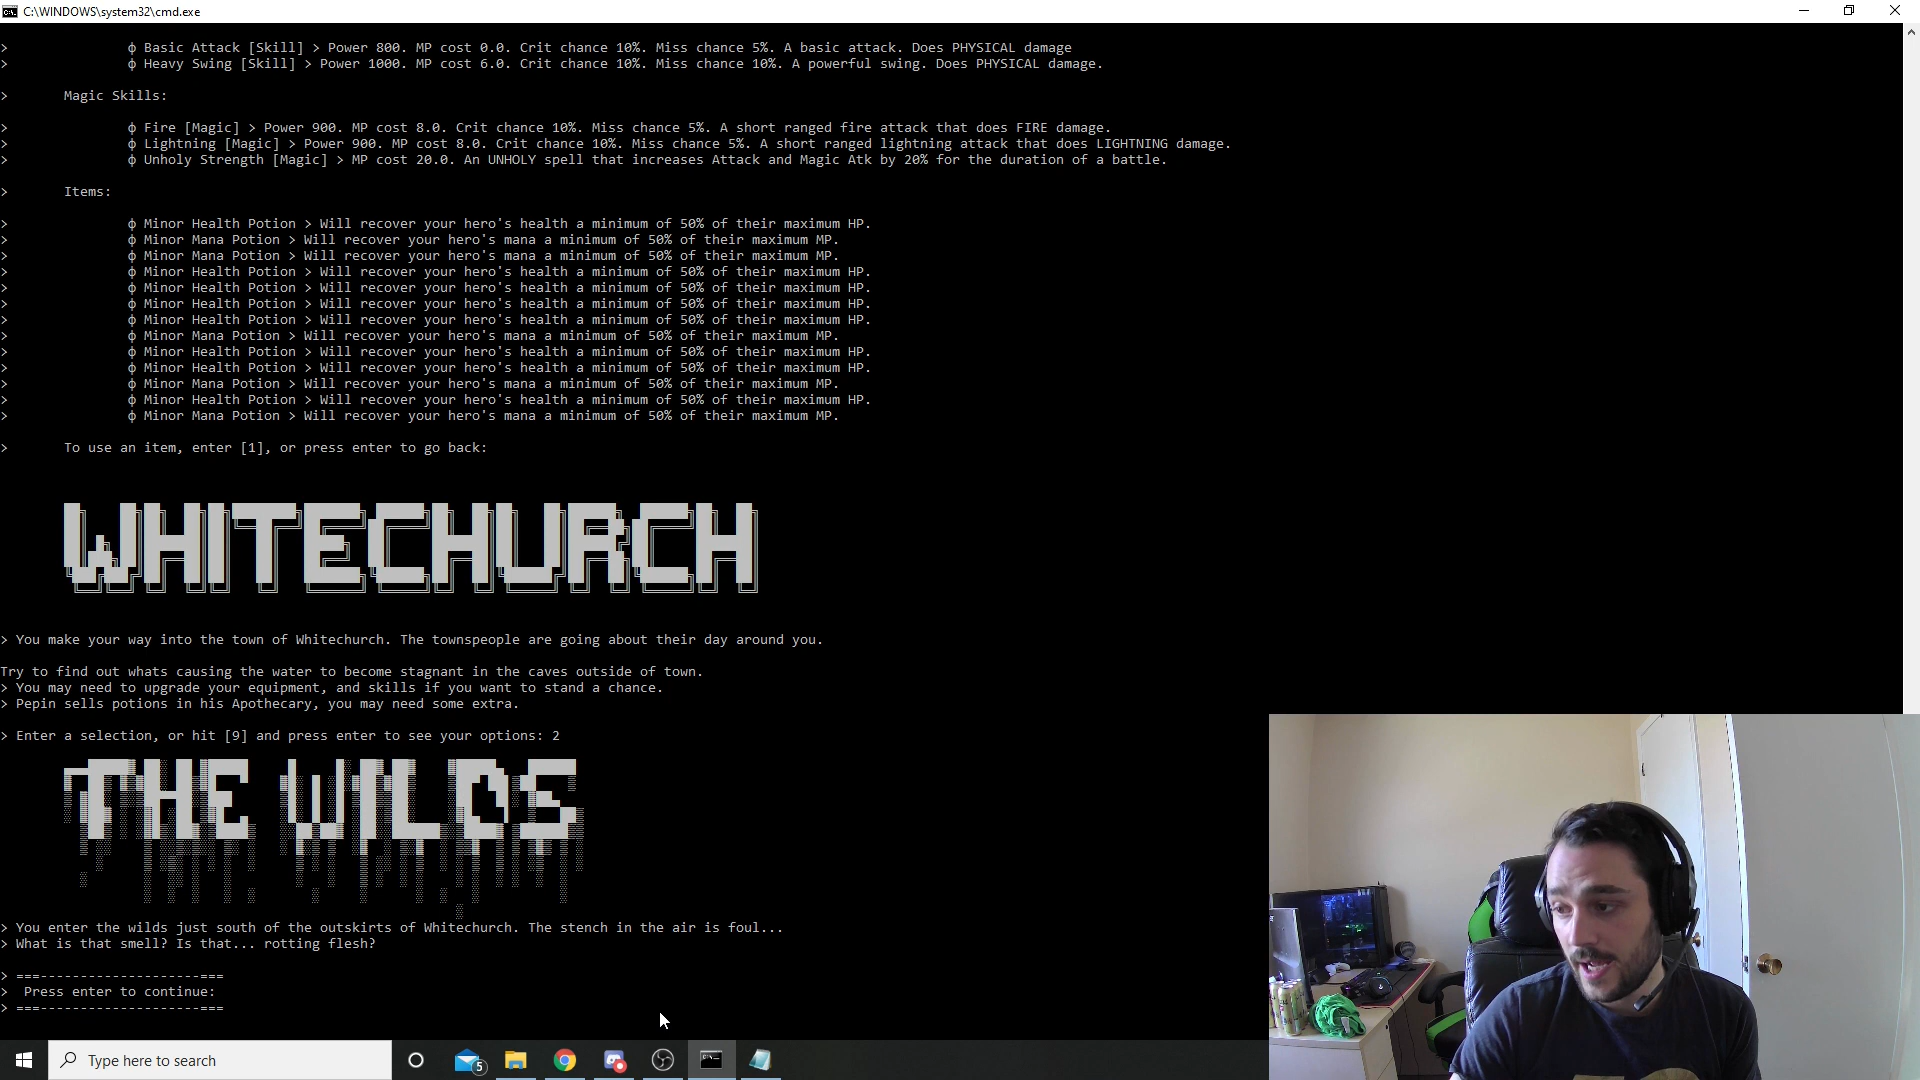 C:\WINDOWS\system32\cmd.exe
> ϕ Basic Attack [Skill] > Power 800. MP cost 0.0. Crit chance 10%. Miss chance 5%. A basic attack. Does PHYSICAL damage
> ϕ Heavy Swing [Skill] > Power 1000. MP cost 6.0. Crit chance 10%. Miss chance 10%. A powerful swing. Does PHYSICAL damage.
> Magic Skills:
> ϕ Fire [Magic] > Power 900. MP cost 8.0. Crit chance 10%. Miss chance 5%. A short ranged fire attack that does FIRE damage.
> ϕ Lightning [Magic] > Power 900. MP cost 8.0. Crit chance 10%. Miss chance 5%. A short ranged lightning attack that does LIGHTNING damage.
> ϕ Unholy Strength [Magic] > MP cost 20.0. An UNHOLY spell that increases Attack and Magic Atk by 20% for the duration of a battle.
> Items:
> ϕ Minor Health Potion > Will recover your hero's health a minimum of 50% of their maximum HP.
> ϕ Minor Mana Potion > Will recover your hero's mana a minimum of 50% of their maximum MP.
> ϕ Minor Mana Potion > Will recover your hero's mana a minimum of 50% of their maximum MP.
> ϕ Minor Health Potion > Will recover your hero's health a minimum of 50% of their maximum HP.
> ϕ Minor Health Potion > Will recover your hero's health a minimum of 50% of their maximum HP.
> ϕ Minor Health Potion > Will recover your hero's health a minimum of 50% of their maximum HP.
> ϕ Minor Health Potion > Will recover your hero's health a minimum of 50% of their maximum HP.
> ϕ Minor Mana Potion > Will recover your hero's mana a minimum of 50% of their maximum MP.
> ϕ Minor Health Potion > Will recover your hero's health a minimum of 50% of their maximum HP.
> ϕ Minor Health Potion > Will recover your hero's health a minimum of 50% of their maximum HP.
> ϕ Minor Mana Potion > Will recover your hero's mana a minimum of 50% of their maximum MP.
> ϕ Minor Health Potion > Will recover your hero's health a minimum of 50% of their maximum HP.
> ϕ Minor Mana Potion > Will recover your hero's mana a minimum of 50% of their maximum MP.
> To use an item, enter [1], or press enter to go back:
WHITECHURCH
> You make your way into the town of Whitechurch. The townspeople are going about their day around you.
Try to find out whats causing the water to become stagnant in the caves outside of town.
> You may need to upgrade your equipment, and skills if you want to stand a chance.
> Pepin sells potions in his Apothecary, you may need some extra.
> Enter a selection, or hit [9] and press enter to see your options: 2
THE WILDS
> You enter the wilds just south of the outskirts of Whitechurch. The stench in the air is foul...
> What is that smell? Is that... rotting flesh?
> ===--------------------===
> Press enter to continue:
> ===--------------------===
Type here to search
5